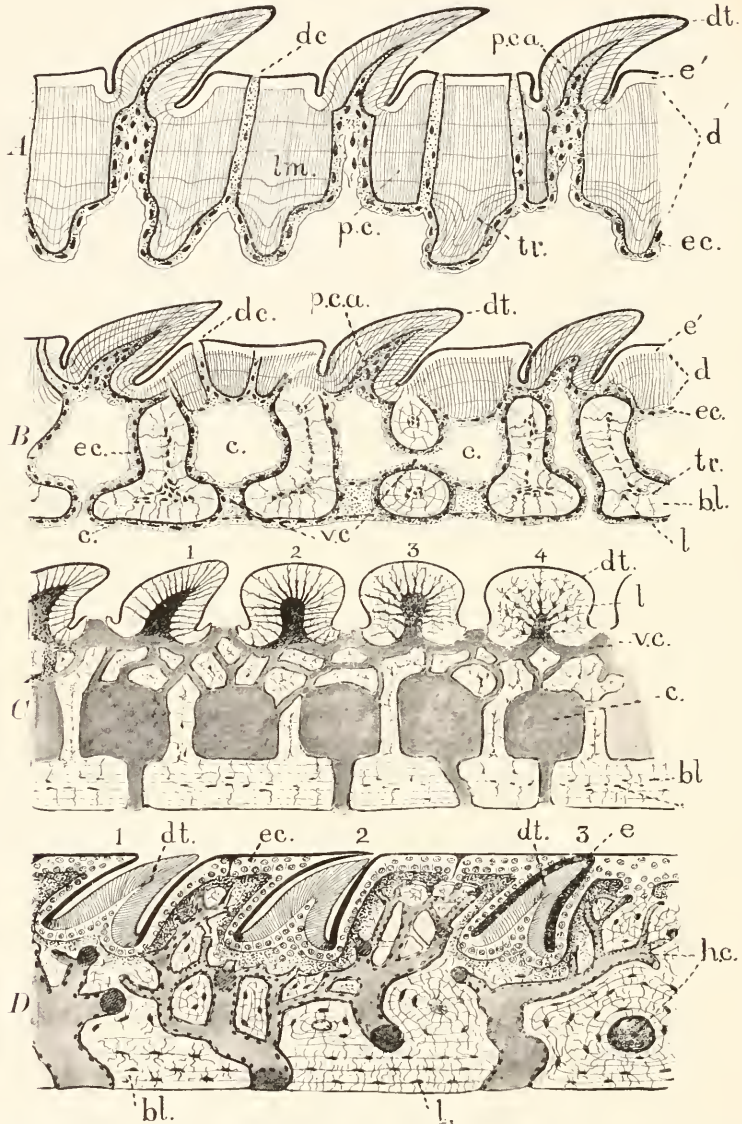 dc
dt.
p.c.a.
e'
d'
A
lm.
p.c.
tr.
ec.
p.c.a.
dt.
dc.
e'
d
ec.
B
ec.
c.
c.
tr.
bl.
c.
v.c
l
1
2
3
4
dt.
l
v.c.
C
c.
bl
1
dt.
ec.
2
dt.
3
e
h.c.
D
bl.
l.